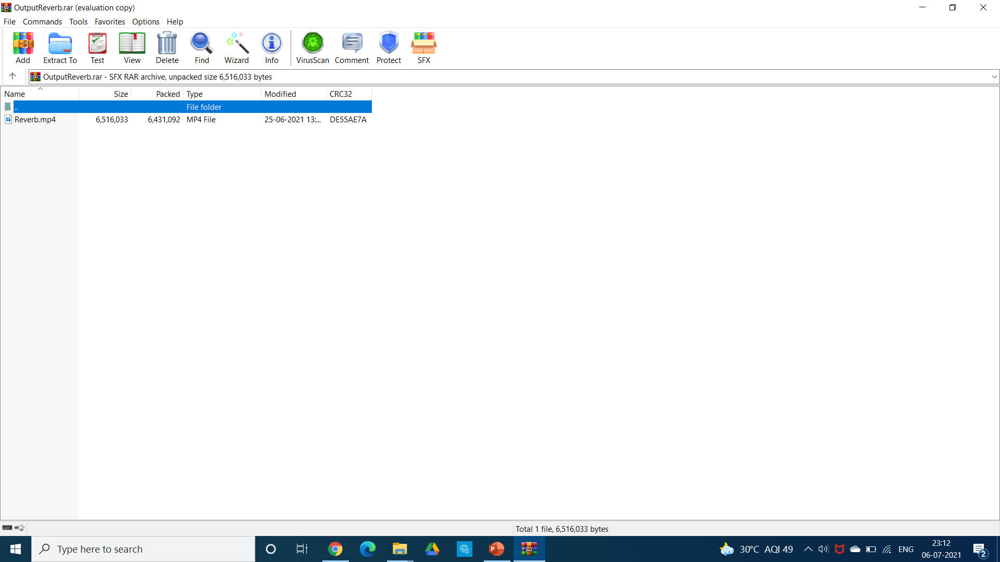 OutputReverb.rar (evaluation copy)
File Commands Tools Favorites Options Help
Add Extract To Test View Delete Find Wizard Info VirusScan Comment Protect SFX
OutputReverb.rar - SFX RAR archive, unpacked size 6,516,033 bytes
Name Size Packed Type Modified CRC32
.. File folder
Reverb.mp4 6,516,033 6,431,092 MP4 File 25-06-2021 13:... DE55AE7A
Total 1 file, 6,516,033 bytes
Type here to search
30°C AQI 49
ENG
23:12
06-07-2021
2